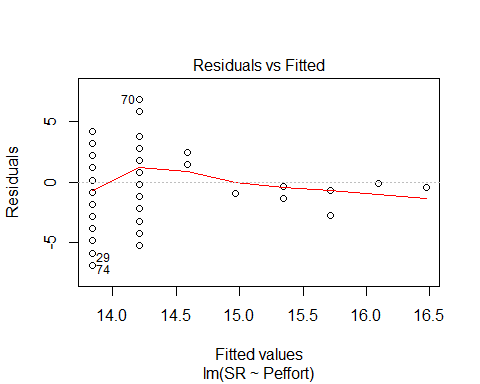 Residuals vs Fitted
Residuals
5
0
-5
70
29
74
14.0 14.5 15.0 15.5 16.0 16.5
Fitted values
lm(SR ~ Peffort)